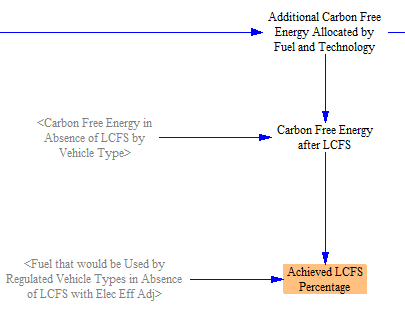 Additional Carbon Free
Energy Allocated by
Fuel and Technology
<Carbon Free Energy in
Absence of LCFS by
Vehicle Type>
Carbon Free Energy
after LCFS
<Fuel that would be Used by
Regulated Vehicle Types in Absence
of LCFS with Elec Eff Adj>
Achieved LCFS
Percentage